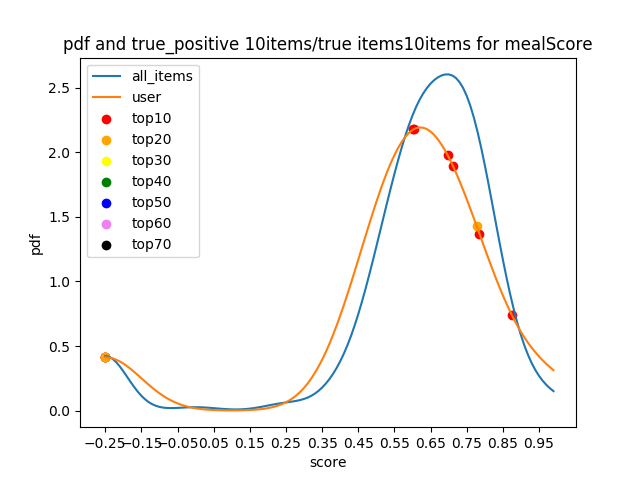 pdf and true_positive 10items/true items10items for mealScore
all_items
user
top10
top20
top30
top40
top50
top60
top70
pdf
2.5
2.0
1.5
1.0
0.5
0.0
−0.25 −0.15 −0.05 0.05 0.15 0.25 0.35 0.45 0.55 0.65 0.75 0.85 0.95
score